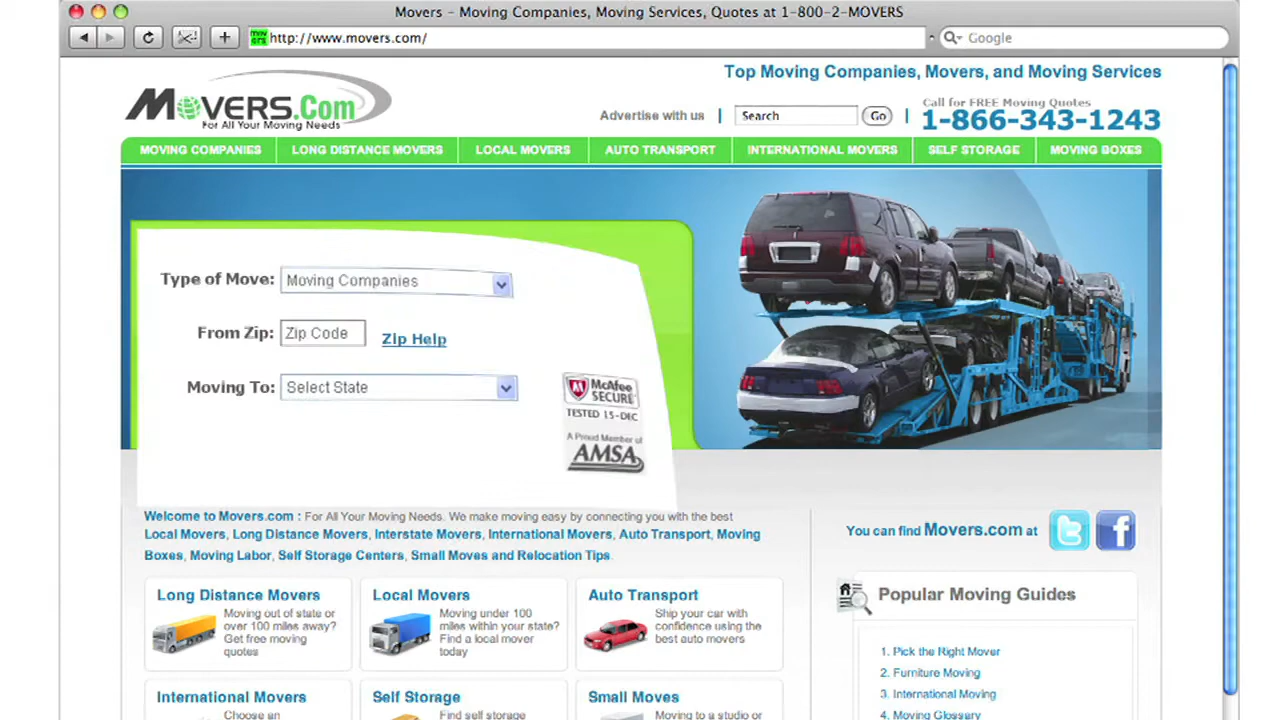 Movers - Moving Companies, Moving Services, Quotes at 1-800-2-MOVERS
http://www.movers.com/
Google
Top Moving Companies, Movers, and Moving Services
MOVERS.Com
For All Your Moving Needs
Advertise with us
Search
Go
Call for FREE Moving Quotes
1-866-343-1243
MOVING COMPANIES
LONG DISTANCE MOVERS
LOCAL MOVERS
AUTO TRANSPORT
INTERNATIONAL MOVERS
SELF STORAGE
MOVING BOXES
Type of Move:
Moving Companies
From Zip:
Zip Code
Zip Help
Moving To:
Select State
McAfee
SECURE
TESTED 15-DEC
A Proud Member of
AMSA
Welcome to Movers.com : For All Your Moving Needs. We make moving easy by connecting you with the best
Local Movers, Long Distance Movers, Interstate Movers, International Movers, Auto Transport, Moving
Boxes, Moving Labor, Self Storage Centers, Small Moves and Relocation Tips.
You can find Movers.com at
Long Distance Movers
Moving out of state or
over 100 miles away?
Get free moving
quotes
Local Movers
Moving under 100
miles within your state?
Find a local mover
today
Auto Transport
Ship your car with
confidence using the
best auto movers
Popular Moving Guides
1. Pick the Right Mover
2. Furniture Moving
3. International Moving
4. Moving Glossary
International Movers
Choose an
Self Storage
Find self storage
Small Moves
Moving to a studio or